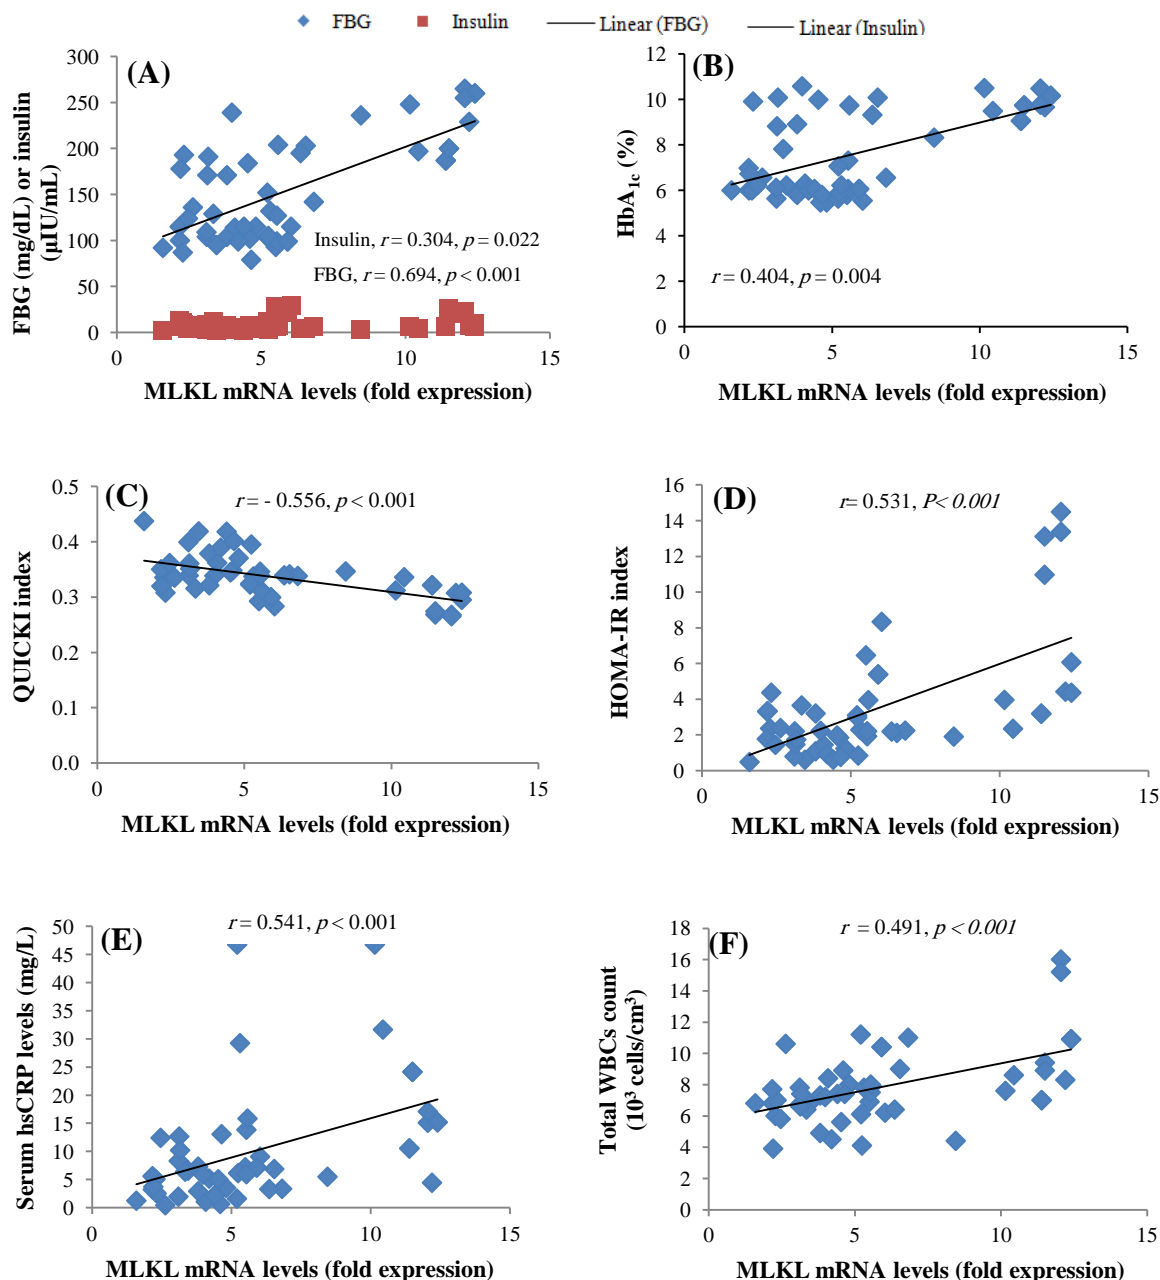 FBG Insulin Linear (FBG) Linear (Insulin)
(A)
FBG (mg/dL) or insulin
(µIU/mL)
300
250
200
150
100
50
0
Insulin, r = 0.304, p = 0.022
FBG, r = 0.694, p < 0.001
0 5 10 15
MLKL mRNA levels (fold expression)
(B)
HbA1c (%)
12
10
8
6
4
2
0
r = 0.404, p = 0.004
0 5 10 15
MLKL mRNA levels (fold expression)
(C)
r = - 0.556, p < 0.001
QUICKI index
0.5
0.4
0.3
0.2
0.1
0.0
0 5 10 15
MLKL mRNA levels (fold expression)
(D)
r= 0.531, P< 0.001
HOMA-IR index
16
14
12
10
8
6
4
2
0
0 5 10 15
MLKL mRNA levels (fold expression)
r = 0.541, p < 0.001
(E)
Serum hsCRP levels (mg/L)
50
45
40
35
30
25
20
15
10
5
0
0 5 10 15
MLKL mRNA levels (fold expression)
r = 0.491, p < 0.001
(F)
Total WBCs count
(10³ cells/cm³)
18
16
14
12
10
8
6
4
2
0
0 5 10 15
MLKL mRNA levels (fold expression)